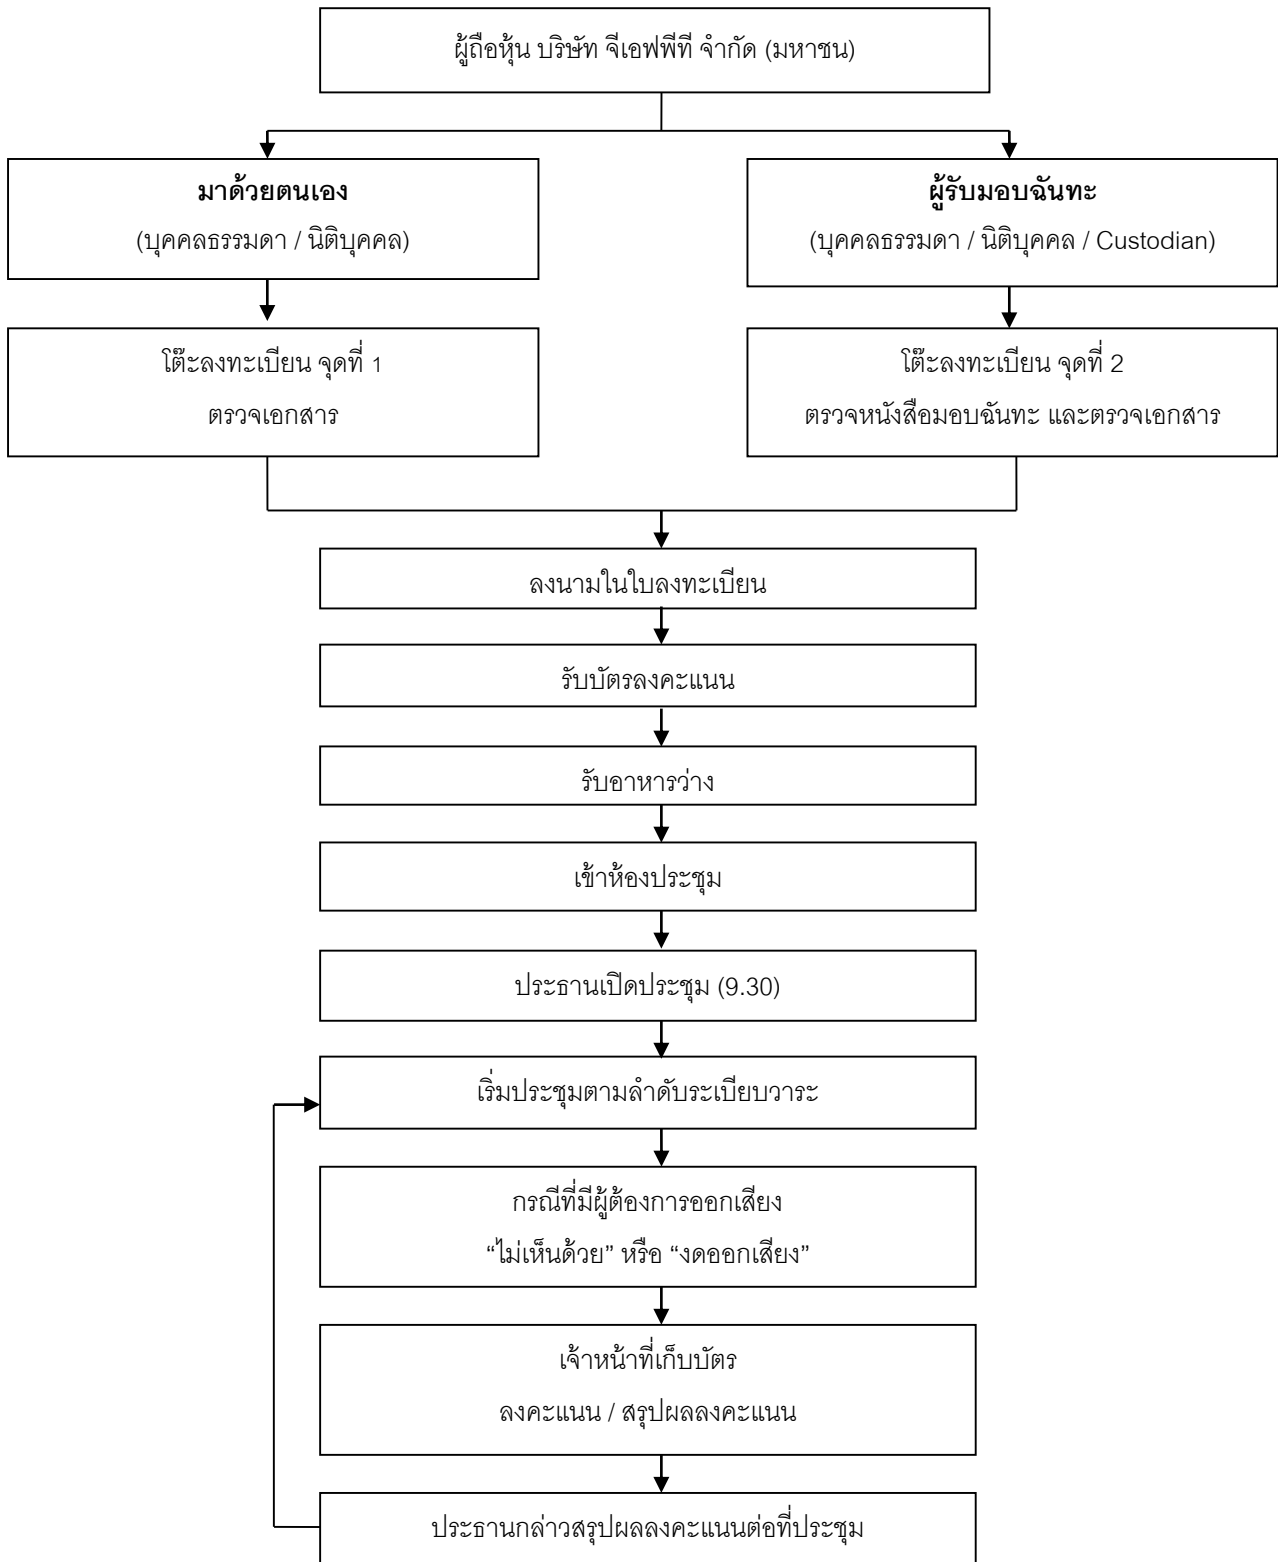 ผู้ถือหุ้น บริษัท จีเอฟพีที จำกัด (มหาชน)
มาด้วยตนเอง
(บุคคลธรรมดา / นิติบุคคล)
ผู้รับมอบฉันทะ
(บุคคลธรรมดา / นิติบุคคล / Custodian)
โต๊ะลงทะเบียน จุดที่ 1
ตรวจเอกสาร
โต๊ะลงทะเบียน จุดที่ 2
ตรวจหนังสือมอบฉันทะ และตรวจเอกสาร
ลงนามในใบลงทะเบียน
รับบัตรลงคะแนน
รับอาหารว่าง
เข้าห้องประชุม
ประธานเปิดประชุม (9.30)
เริ่มประชุมตามลำดับระเบียบวาระ
กรณีที่มีผู้ต้องการออกเสียง
“ไม่เห็นด้วย” หรือ “งดออกเสียง”
เจ้าหน้าที่เก็บบัตร
ลงคะแนน / สรุปผลลงคะแนน
ประธานกล่าวสรุปผลลงคะแนนต่อที่ประชุม